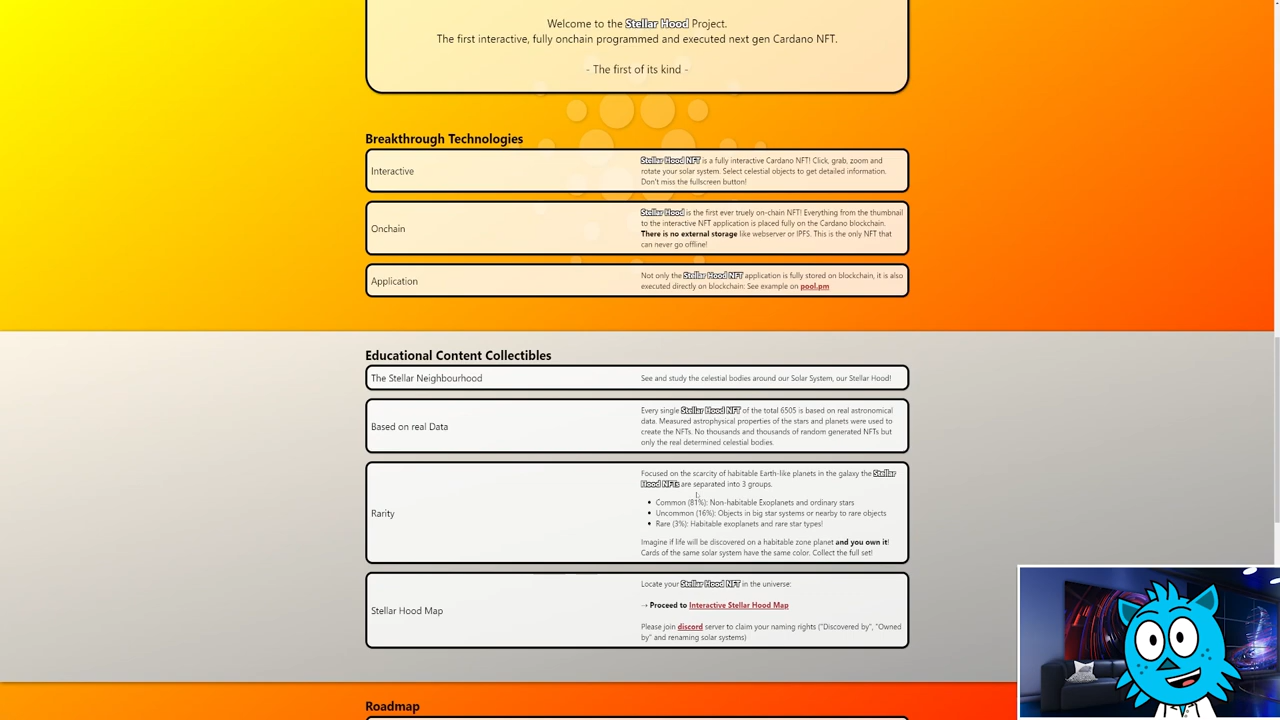 Welcome to the Stellar Hood Project.
The first interactive, fully onchain programmed and executed next gen Cardano NFT.
- The first of its kind -
Breakthrough Technologies
Interactive
Stellar Hood NFT is a fully interactive Cardano NFT! Click, grab, zoom and
rotate your solar system. Select celestial objects to get detailed information.
Don't miss the fullscreen button!
Onchain
Stellar Hood is the first ever truely on-chain NFT! Everything from the thumbnail
to the interactive NFT application is placed fully on the Cardano blockchain.
There is no external storage like webserver or IPFS. This is the only NFT that
can never go offline!
Application
Not only the Stellar Hood NFT application is fully stored on blockchain, it is also
executed directly on blockchain: See example on pool.pm
Educational Content Collectibles
The Stellar Neighbourhood
See and study the celestial bodies around our Solar System, our Stellar Hood!
Based on real Data
Every single Stellar Hood NFT of the total 6505 is based on real astronomical
data. Measured astrophysical properties of the stars and planets were used to
create the NFTs. No thousands and thousands of random generated NFTs but
only the real determined celestial bodies.
Rarity
Focused on the scarcity of habitable Earth-like planets in the galaxy the Stellar
Hood NFTs are separated into 3 groups.
• Common (81%): Non-habitable Exoplanets and ordinary stars
• Uncommon (16%): Objects in big star systems or nearby to rare objects
• Rare (3%): Habitable exoplanets and rare star types!
Imagine if life will be discovered on a habitable zone planet and you own it!
Cards of the same solar system have the same color. Collect the full set!
Stellar Hood Map
Locate your Stellar Hood NFT in the universe:
→ Proceed to Interactive Stellar Hood Map
Please join discord server to claim your naming rights ("Discovered by", "Owned
by" and renaming solar systems)
Roadmap